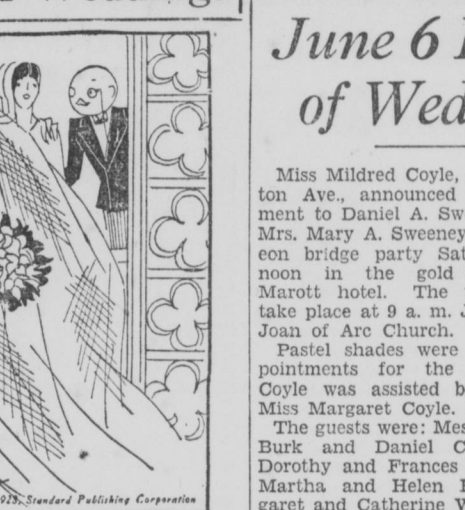 925, Standard Publishing Corporation
June 6
of Wed
Miss Mildred Coyle,
ton Ave., announced
ment to Daniel A. Sw
Mrs. Mary A. Sweeney
eon bridge party Sat
noon in the gold
Marott hotel. The
take place at 9 a. m. J
Joan of Arc Church.
Pastel shades were
pointments for the
Coyle was assisted b
Miss Margaret Coyle.
The guests were: Mes
Burk and Daniel C
Dorothy and Frances
Martha and Helen
garet and Catherine W